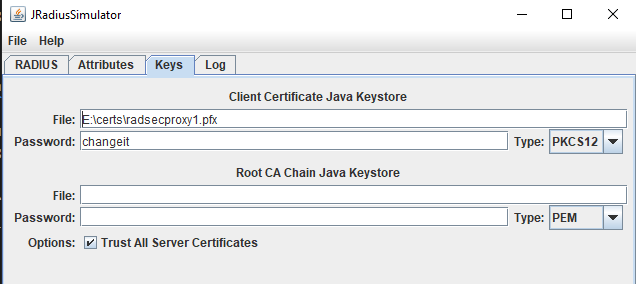 JRadiusSimulator
File Help
RADIUS Attributes Keys Log
Client Certificate Java Keystore
File: E:\certs\radsecproxy1.pfx
Password: changeit Type: PKCS12
Root CA Chain Java Keystore
File:
Password: Type: PEM
Options: Trust All Server Certificates